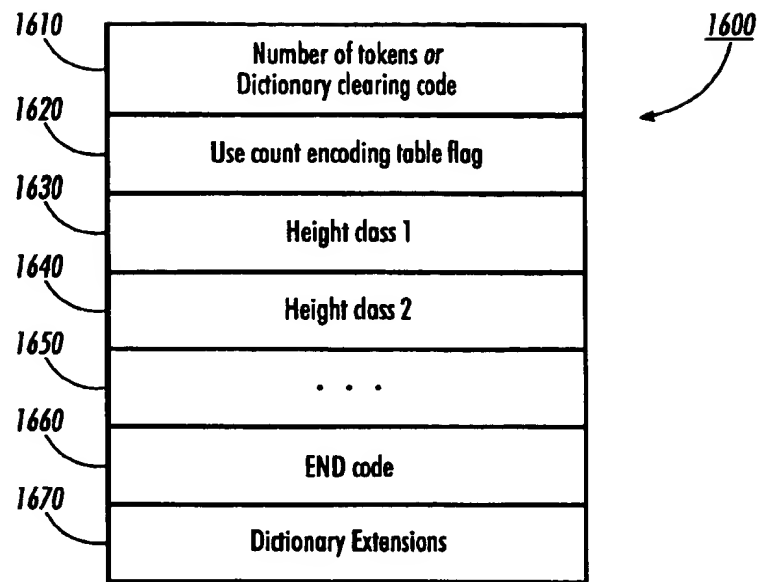 1610
1600
Number of tokens or
Dictionary clearing code
1620
Use count encoding table flag
1630
Height class 1
1640
Height class 2
1650
. . .
1660
END code
1670
Dictionary Extensions